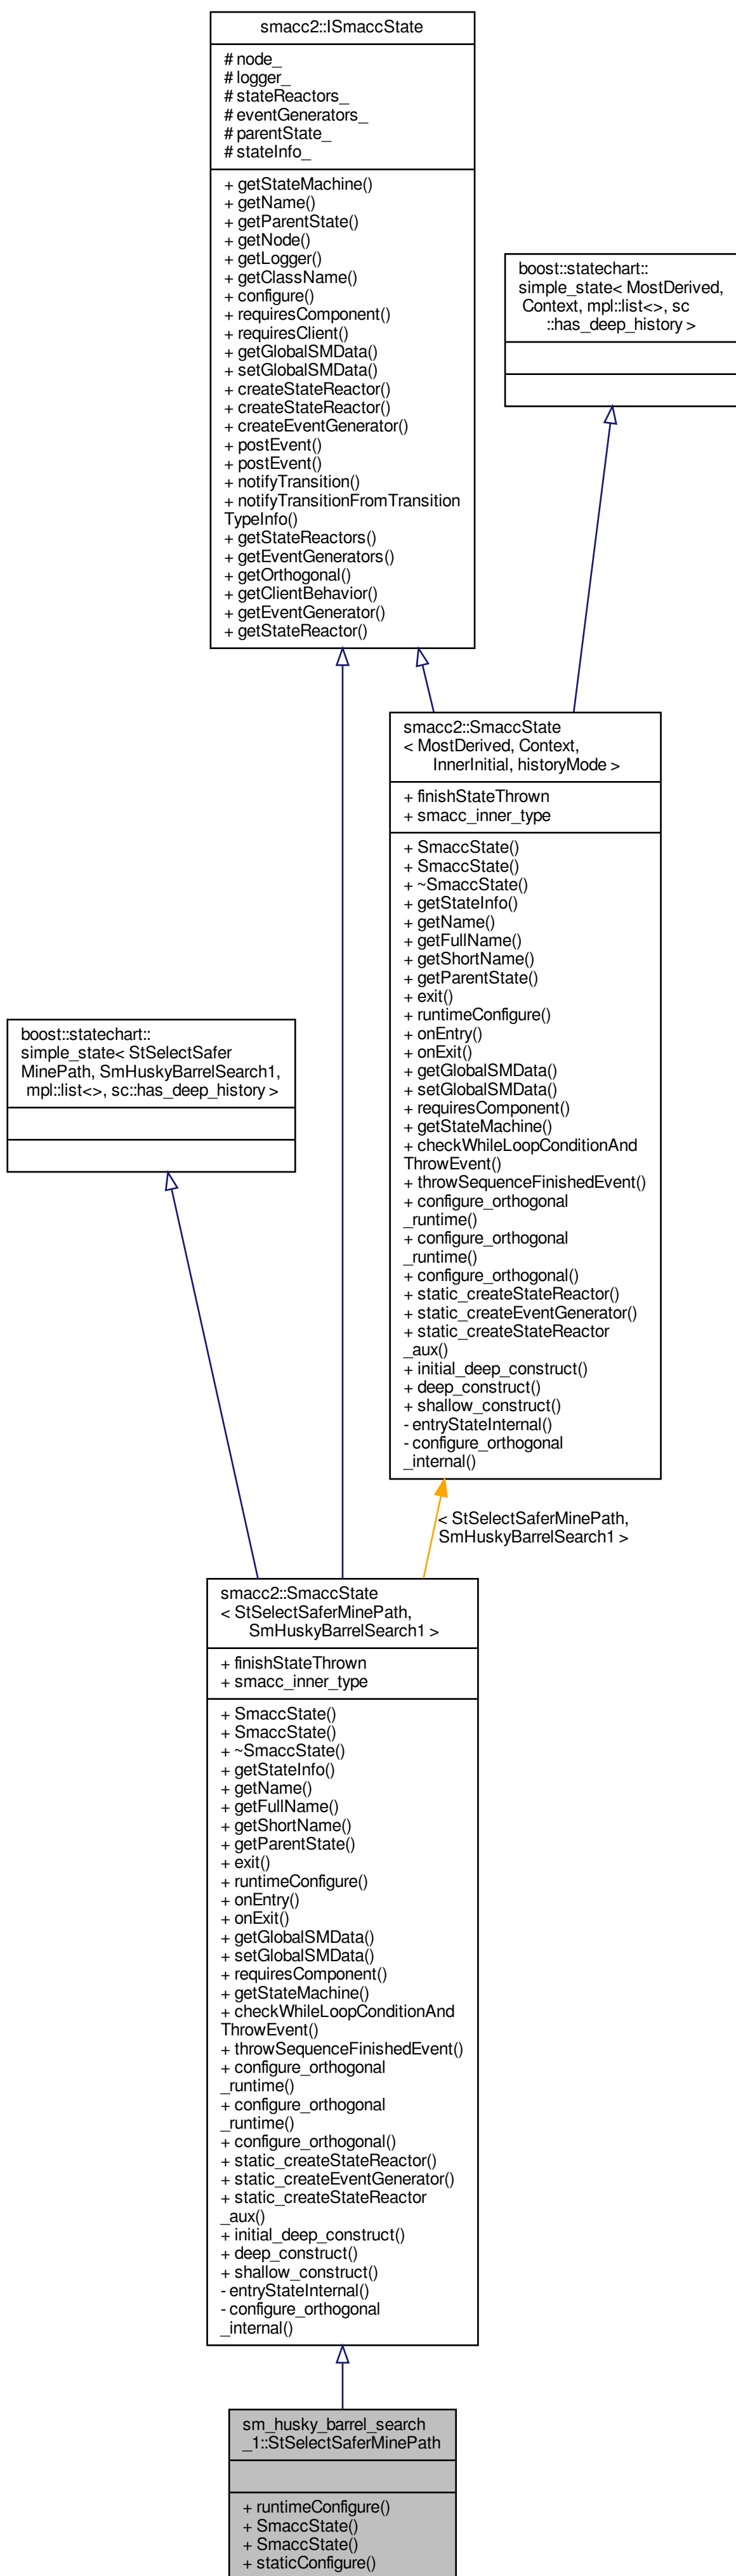 smacc2::ISmaccState
# node_
# logger_
# stateReactors_
# eventGenerators_
# parentState_
# stateInfo_
+ getStateMachine()
+ getName()
+ getParentState()
+ getNode()
+ getLogger()
+ getClassName()
+ configure()
+ requiresComponent()
+ requiresClient()
+ getGlobalSMData()
+ setGlobalSMData()
+ createStateReactor()
+ createStateReactor()
+ createEventGenerator()
+ postEvent()
+ postEvent()
+ notifyTransition()
+ notifyTransitionFromTransition
TypeInfo()
+ getStateReactors()
+ getEventGenerators()
+ getOrthogonal()
+ getClientBehavior()
+ getEventGenerator()
+ getStateReactor()
boost::statechart::
simple_state< MostDerived,
Context, mpl::list<>, sc
::has_deep_history >
smacc2::SmaccState
< MostDerived, Context,
InnerInitial, historyMode >
+ finishStateThrown
+ smacc_inner_type
+ SmaccState()
+ SmaccState()
+ ~SmaccState()
+ getStateInfo()
+ getName()
+ getFullName()
+ getShortName()
+ getParentState()
+ exit()
+ runtimeConfigure()
+ onEntry()
+ onExit()
+ getGlobalSMData()
+ setGlobalSMData()
+ requiresComponent()
+ getStateMachine()
+ checkWhileLoopConditionAnd
ThrowEvent()
+ throwSequenceFinishedEvent()
+ configure_orthogonal
_runtime()
+ configure_orthogonal
_runtime()
+ configure_orthogonal()
+ static_createStateReactor()
+ static_createEventGenerator()
+ static_createStateReactor
_aux()
+ initial_deep_construct()
+ deep_construct()
+ shallow_construct()
- entryStateInternal()
- configure_orthogonal
_internal()
boost::statechart::
simple_state< StSelectSafer
MinePath, SmHuskyBarrelSearch1,
mpl::list<>, sc::has_deep_history >
< StSelectSaferMinePath,
SmHuskyBarrelSearch1 >
smacc2::SmaccState
< StSelectSaferMinePath,
SmHuskyBarrelSearch1 >
+ finishStateThrown
+ smacc_inner_type
+ SmaccState()
+ SmaccState()
+ ~SmaccState()
+ getStateInfo()
+ getName()
+ getFullName()
+ getShortName()
+ getParentState()
+ exit()
+ runtimeConfigure()
+ onEntry()
+ onExit()
+ getGlobalSMData()
+ setGlobalSMData()
+ requiresComponent()
+ getStateMachine()
+ checkWhileLoopConditionAnd
ThrowEvent()
+ throwSequenceFinishedEvent()
+ configure_orthogonal
_runtime()
+ configure_orthogonal
_runtime()
+ configure_orthogonal()
+ static_createStateReactor()
+ static_createEventGenerator()
+ static_createStateReactor
_aux()
+ initial_deep_construct()
+ deep_construct()
+ shallow_construct()
- entryStateInternal()
- configure_orthogonal
_internal()
sm_husky_barrel_search
_1::StSelectSaferMinePath
+ runtimeConfigure()
+ SmaccState()
+ SmaccState()
+ staticConfigure()